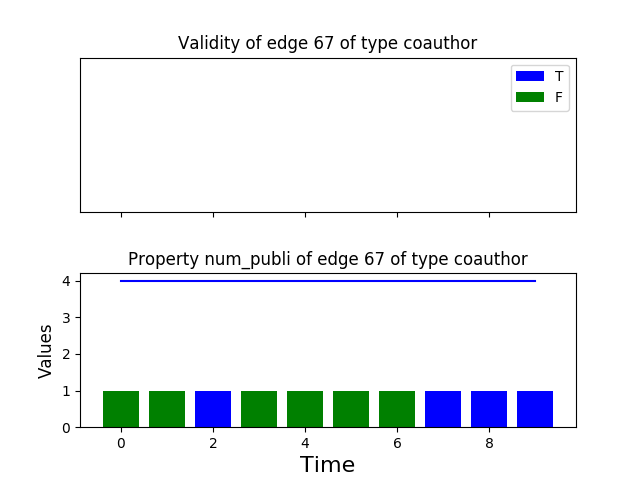 Validity of edge 67 of type coauthor
T
F
Property num_publi of edge 67 of type coauthor
4
3
2
1
0
Values
0 2 4 6 8
Time